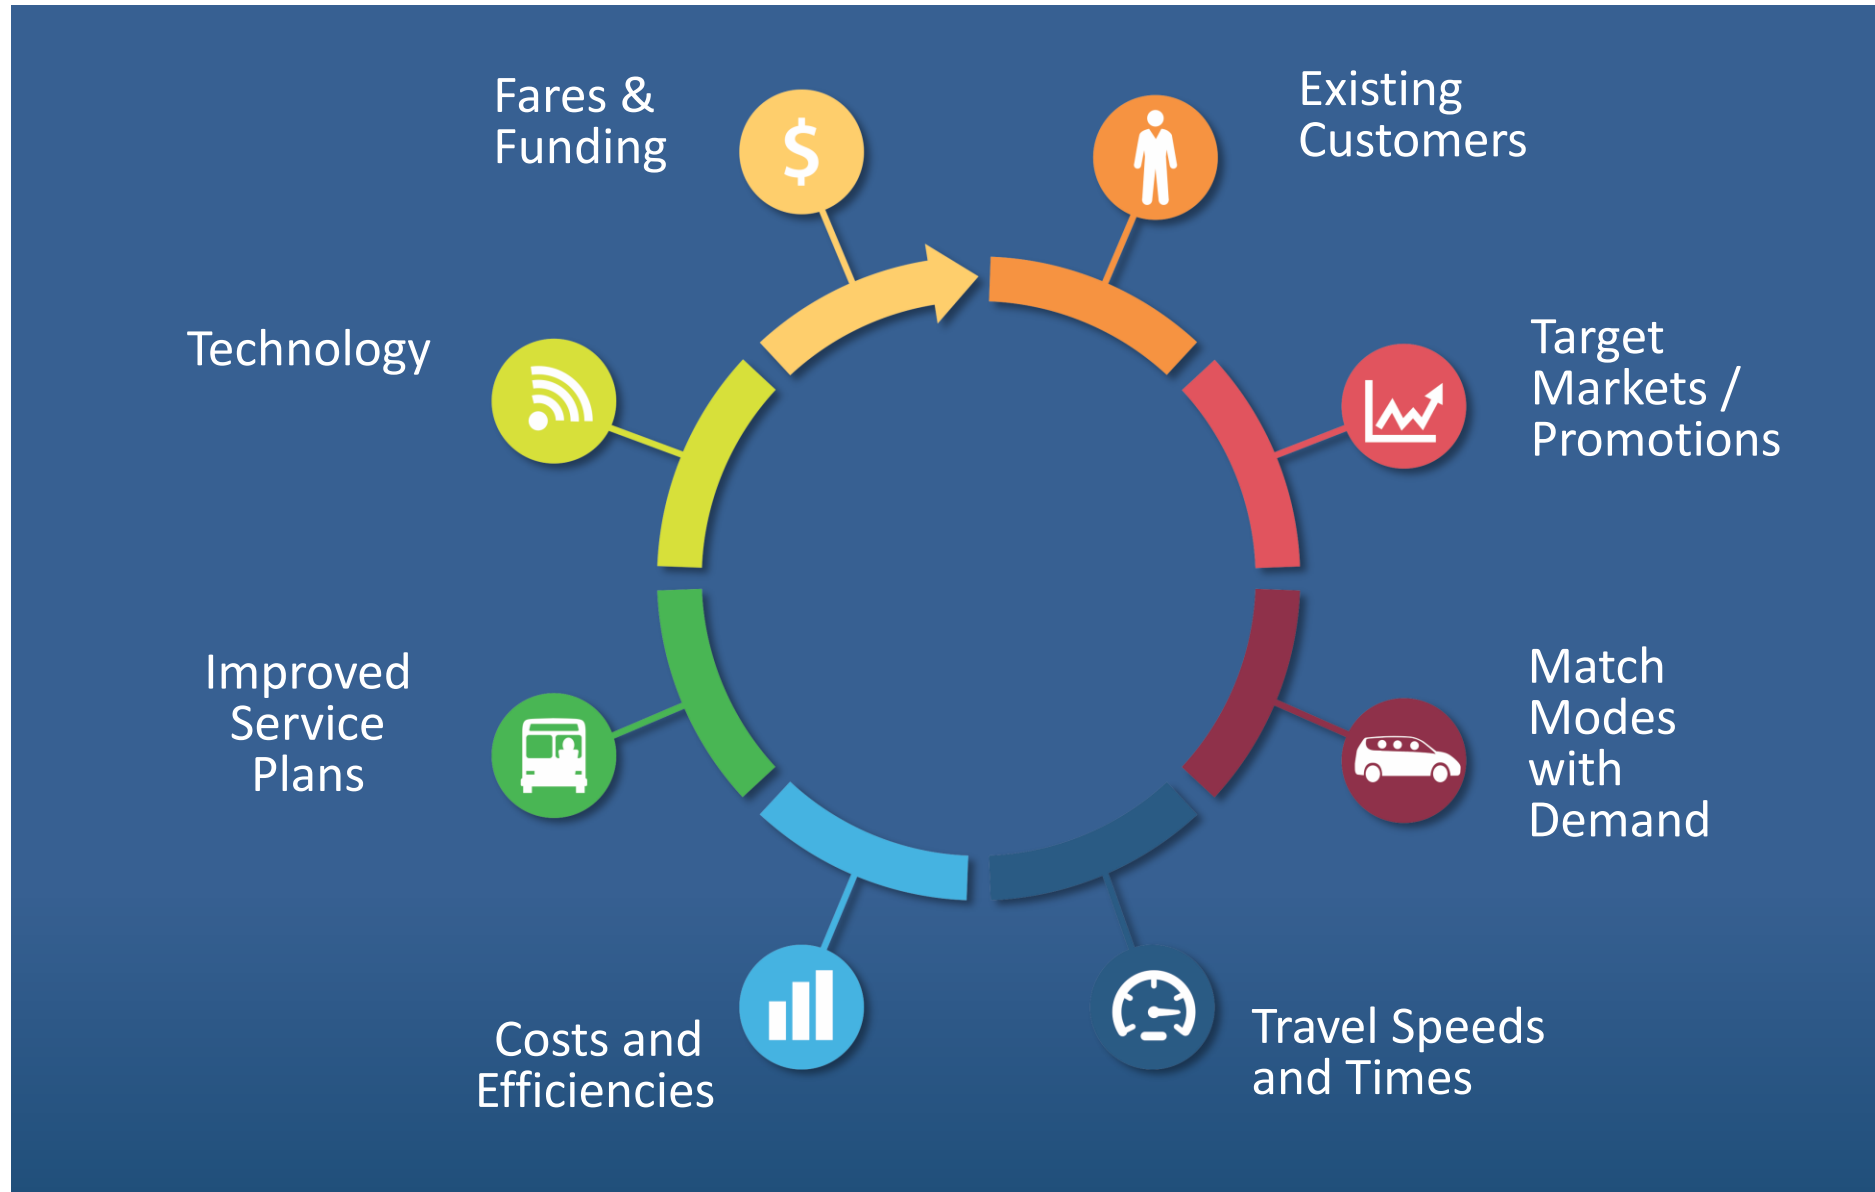 Fares &
Funding
Existing
Customers
Technology
Target
Markets /
Promotions
Improved
Service
Plans
Match
Modes
with
Demand
Costs and
Efficiencies
Travel Speeds
and Times
$